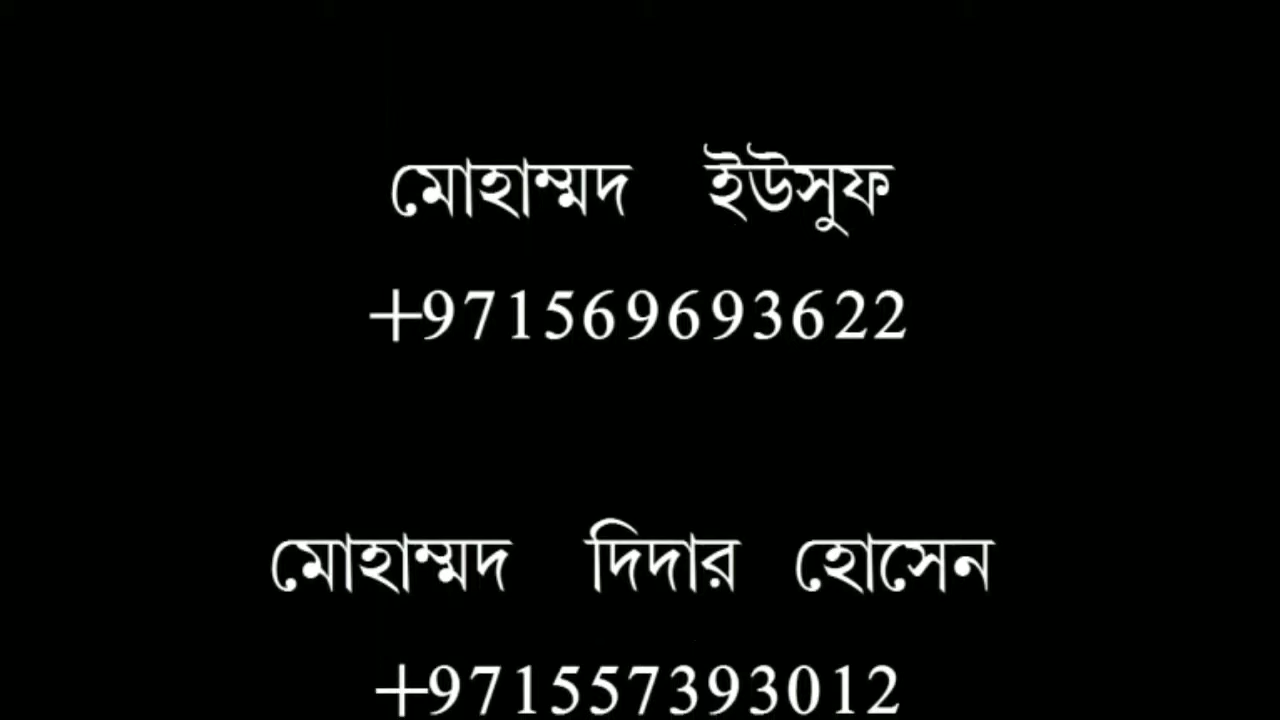 মোহাম্মদ ইউসুফ
+971569693622
মোহাম্মদ দিদার হোসেন
+971557393012